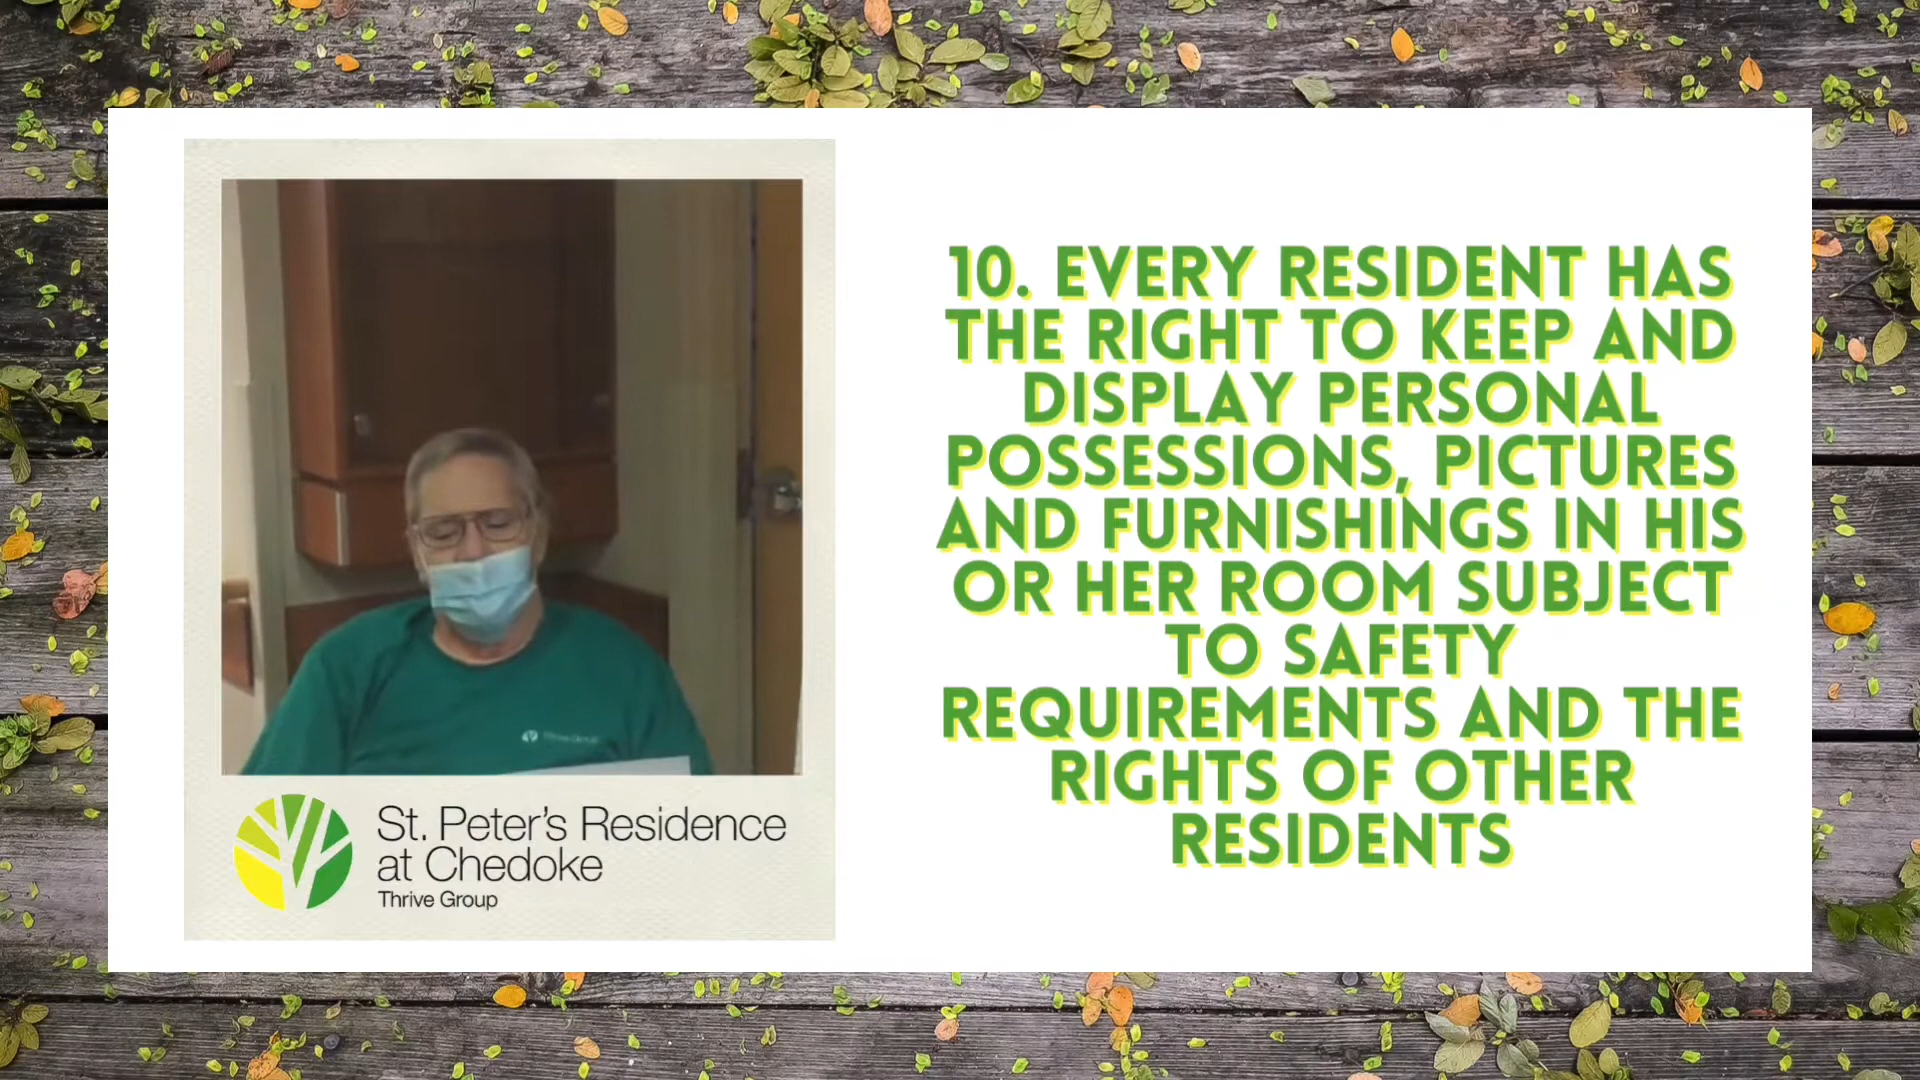 10. EVERY RESIDENT HAS
THE RIGHT TO KEEP AND
DISPLAY PERSONAL
POSSESSIONS, PICTURES
AND FURNISHINGS IN HIS
OR HER ROOM SUBJECT
TO SAFETY
REQUIREMENTS AND THE
RIGHTS OF OTHER
RESIDENTS
St. Peter's Residence
at Chedoke
Thrive Group